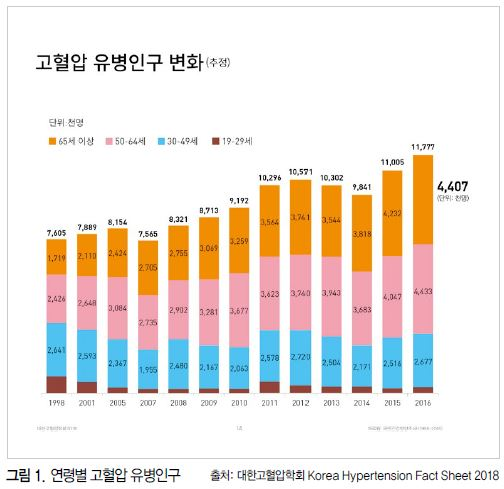 고혈압 유병인구 변화(추정)
단위:천명
65세 이상 50-64세 30-49세 19-29세
7,605 7,889 8,154 7,565 8,321 8,713 9,192 10,296 10,571 10,302 9,841 11,005 11,777
4,407
(단위: 천명)
1,719 2,110 2,424 2,705 2,755 3,069 3,259 3,564 3,741 3,544 3,818 4,232
2,426 2,648 3,084 2,735 2,902 3,281 3,677 3,623 3,740 3,943 3,683 4,047 4,433
2,641 2,593 2,367 1,955 2,480 2,167 2,063 2,578 2,720 2,504 2,171 2,516 2,677
1998 2001 2005 2007 2008 2009 2010 2011 2012 2013 2014 2015 2016
그림 1. 연령별 고혈압 유병인구 출처: 대한고혈압학회 Korea Hypertension Fact Sheet 2018